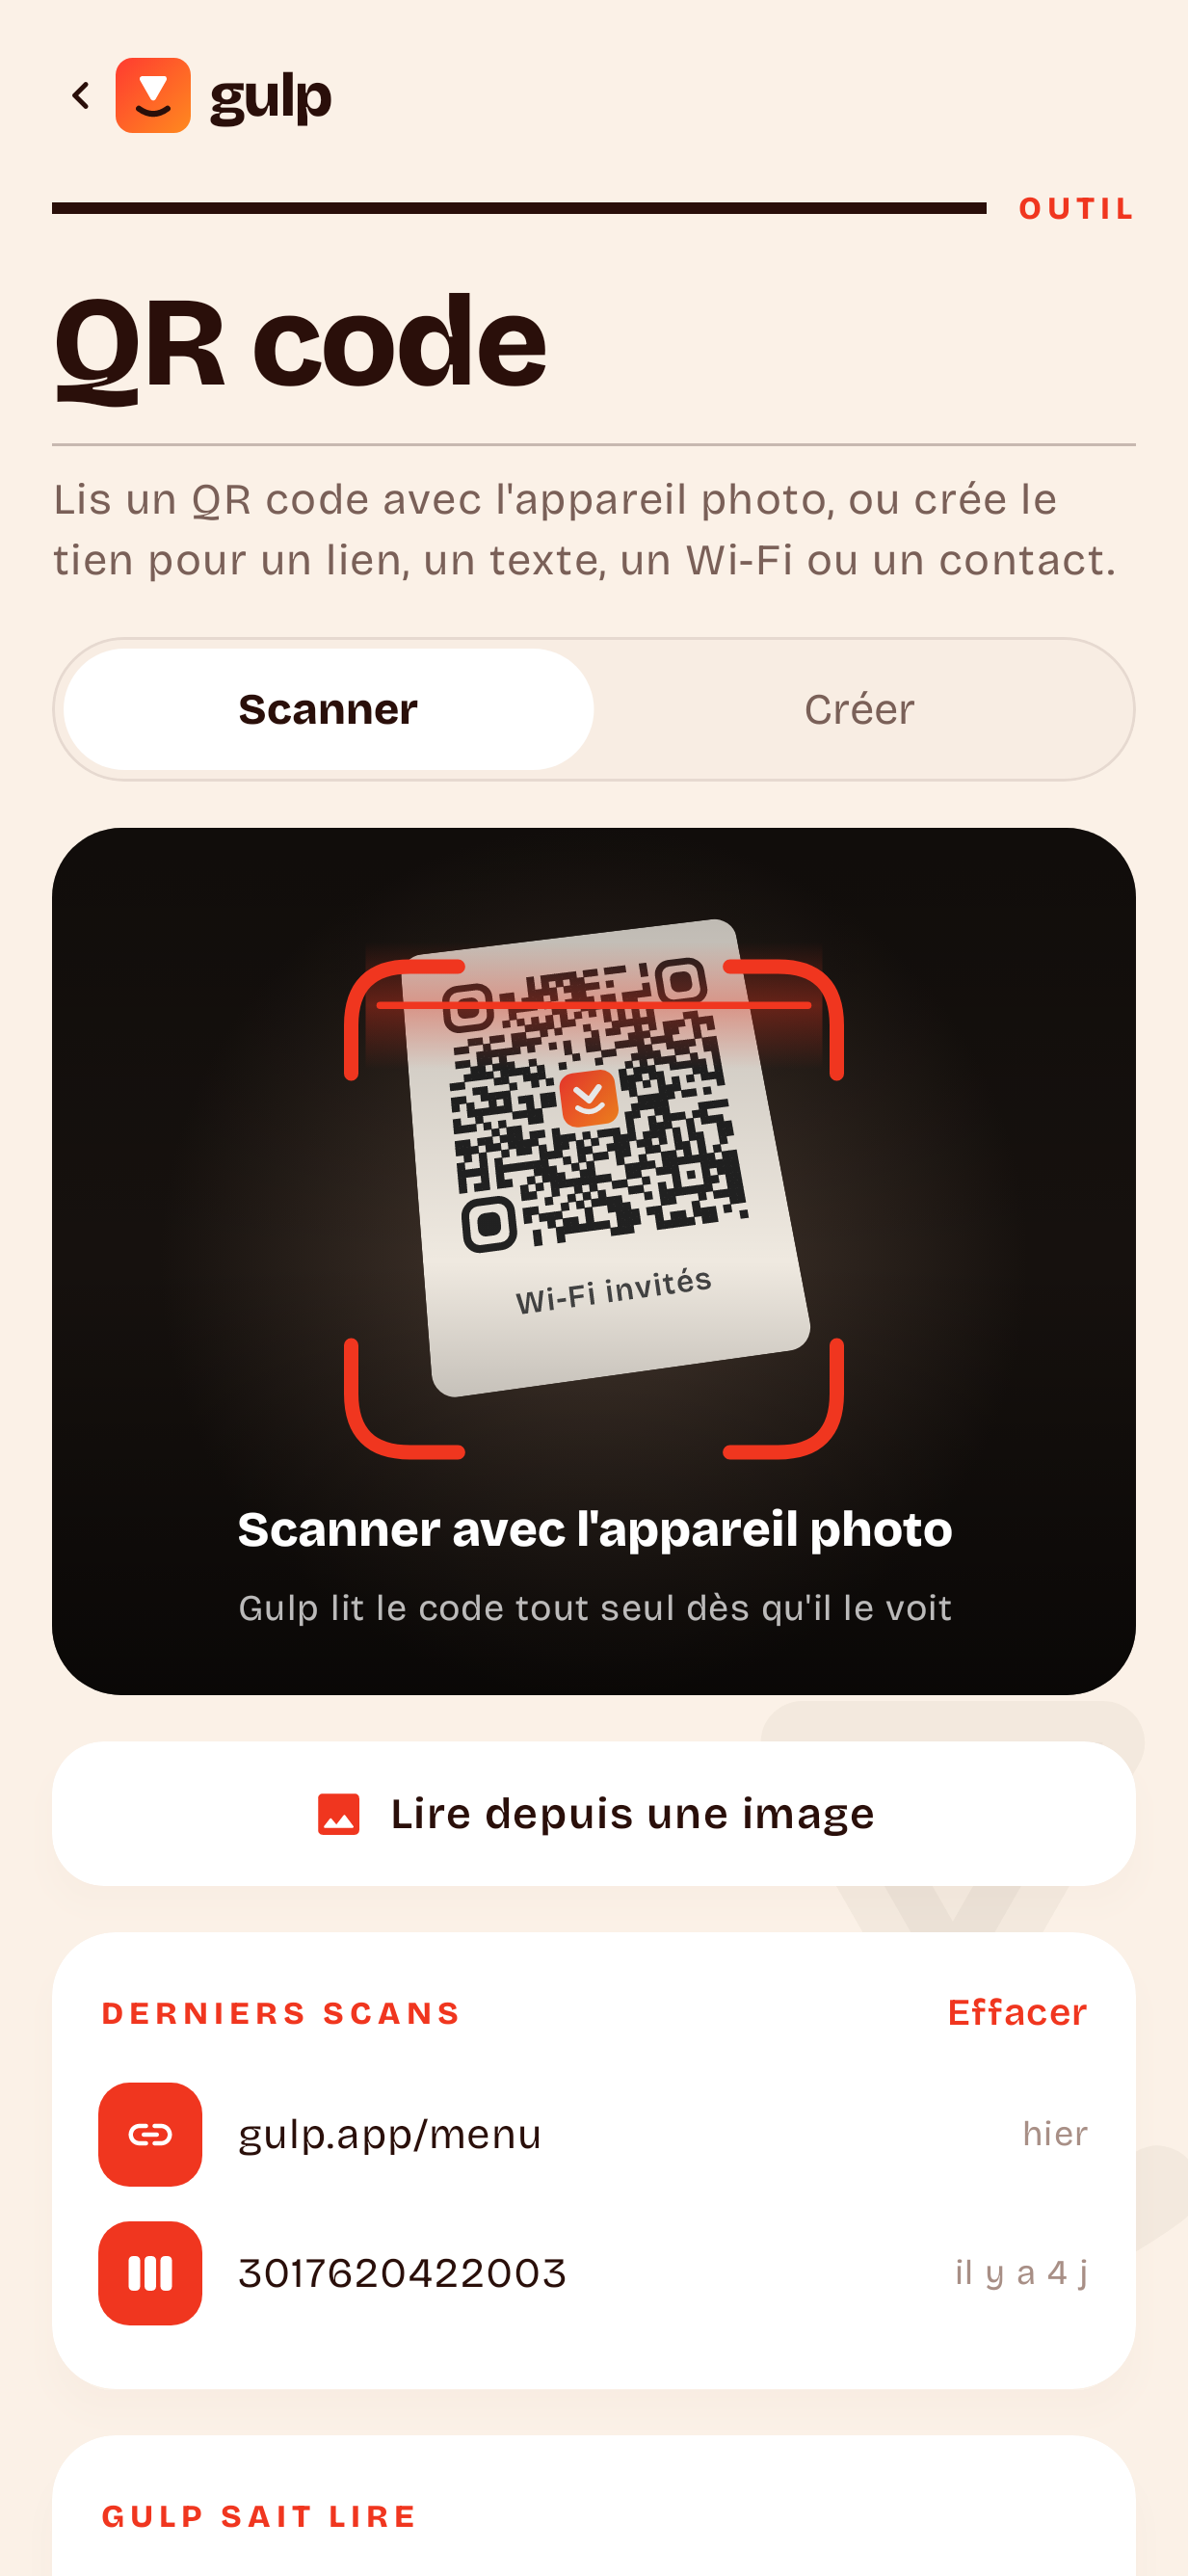 gulp
OUTIL
QR code
Lis un QR code avec l'appareil photo, ou crée le
tien pour un lien, un texte, un Wi-Fi ou un contact.
Scanner
Créer
Wi-Fi invités
Scanner avec l'appareil photo
Gulp lit le code tout seul dès qu'il le voit
Lire depuis une image
DERNIERS SCANS
Effacer
gulp.app/menu
hier
3017620422003
il y a 4 j
GULP SAIT LIRE